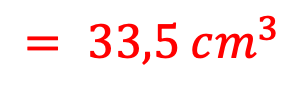 = 33,5 cm³